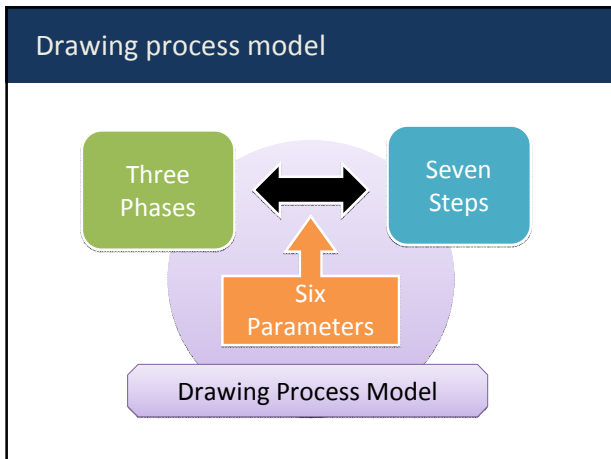 Drawing process model
Three
Phases
Seven
Steps
Six
Parameters
Drawing Process Model